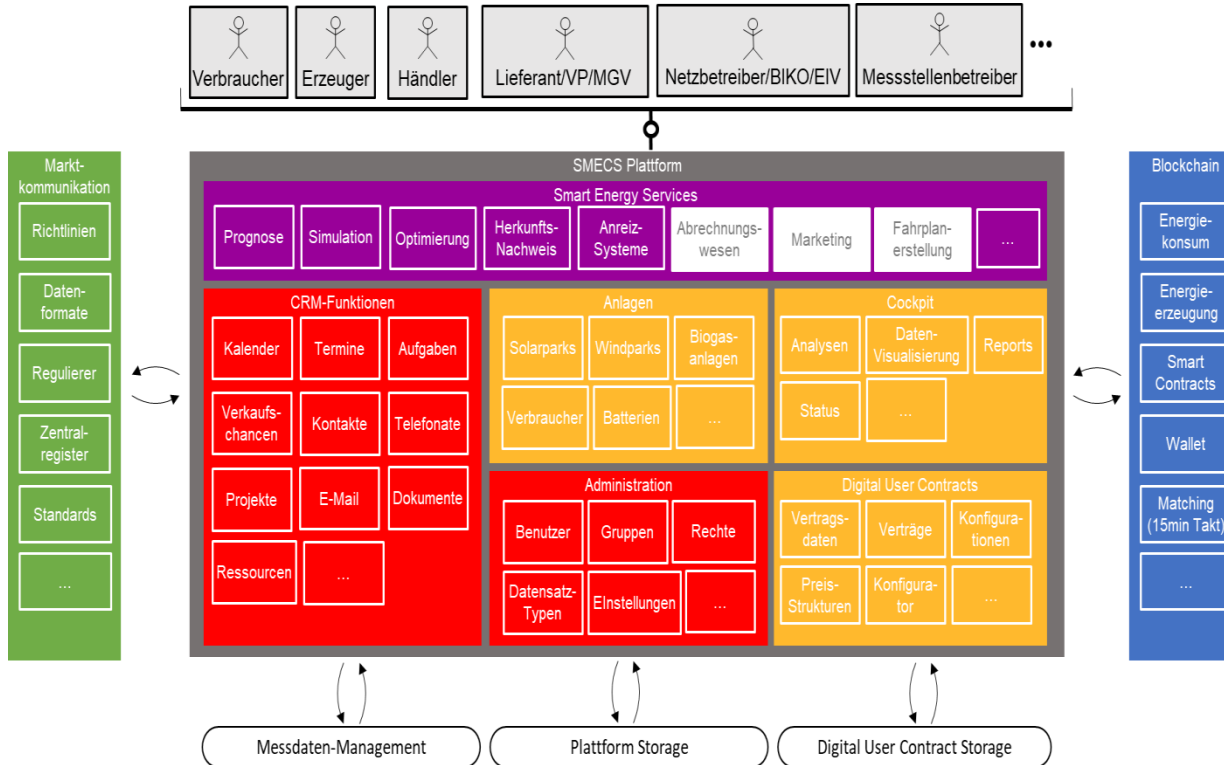 Verbraucher
Erzeuger
Händler
Lieferant/VP/MGV
Netzbetreiber/BIKO/EIV
Messstellenbetreiber
...
Markt-
kommunikation
Richtlinien
Daten-
formate
Regulierer
Zentral-
register
Standards
...
SMECS Plattform
Smart Energy Services
Prognose
Simulation
Optimierung
Herkunfts-
Nachweis
Anreiz-
Systeme
Abrechnungs-
wesen
Marketing
Fahrplan-
erstellung
...
CRM-Funktionen
Kalender
Termine
Aufgaben
Verkaufs-
chancen
Kontakte
Telefonate
Projekte
E-Mail
Dokumente
Ressourcen
...
Anlagen
Solarparks
Windparks
Biogas-
anlagen
Verbraucher
Batterien
...
Cockpit
Analysen
Daten-
Visualisierung
Reports
Status
...
Administration
Benutzer
Gruppen
Rechte
Datensatz-
Typen
EInstellungen
...
Digital User Contracts
Vertrags-
daten
Verträge
Konfigura-
tionen
Preis-
Strukturen
Konfigura-
tor
...
Blockchain
Energie-
konsum
Energie-
erzeugung
Smart
Contracts
Wallet
Matching
(15min Takt)
...
Messdaten-Management
Plattform Storage
Digital User Contract Storage